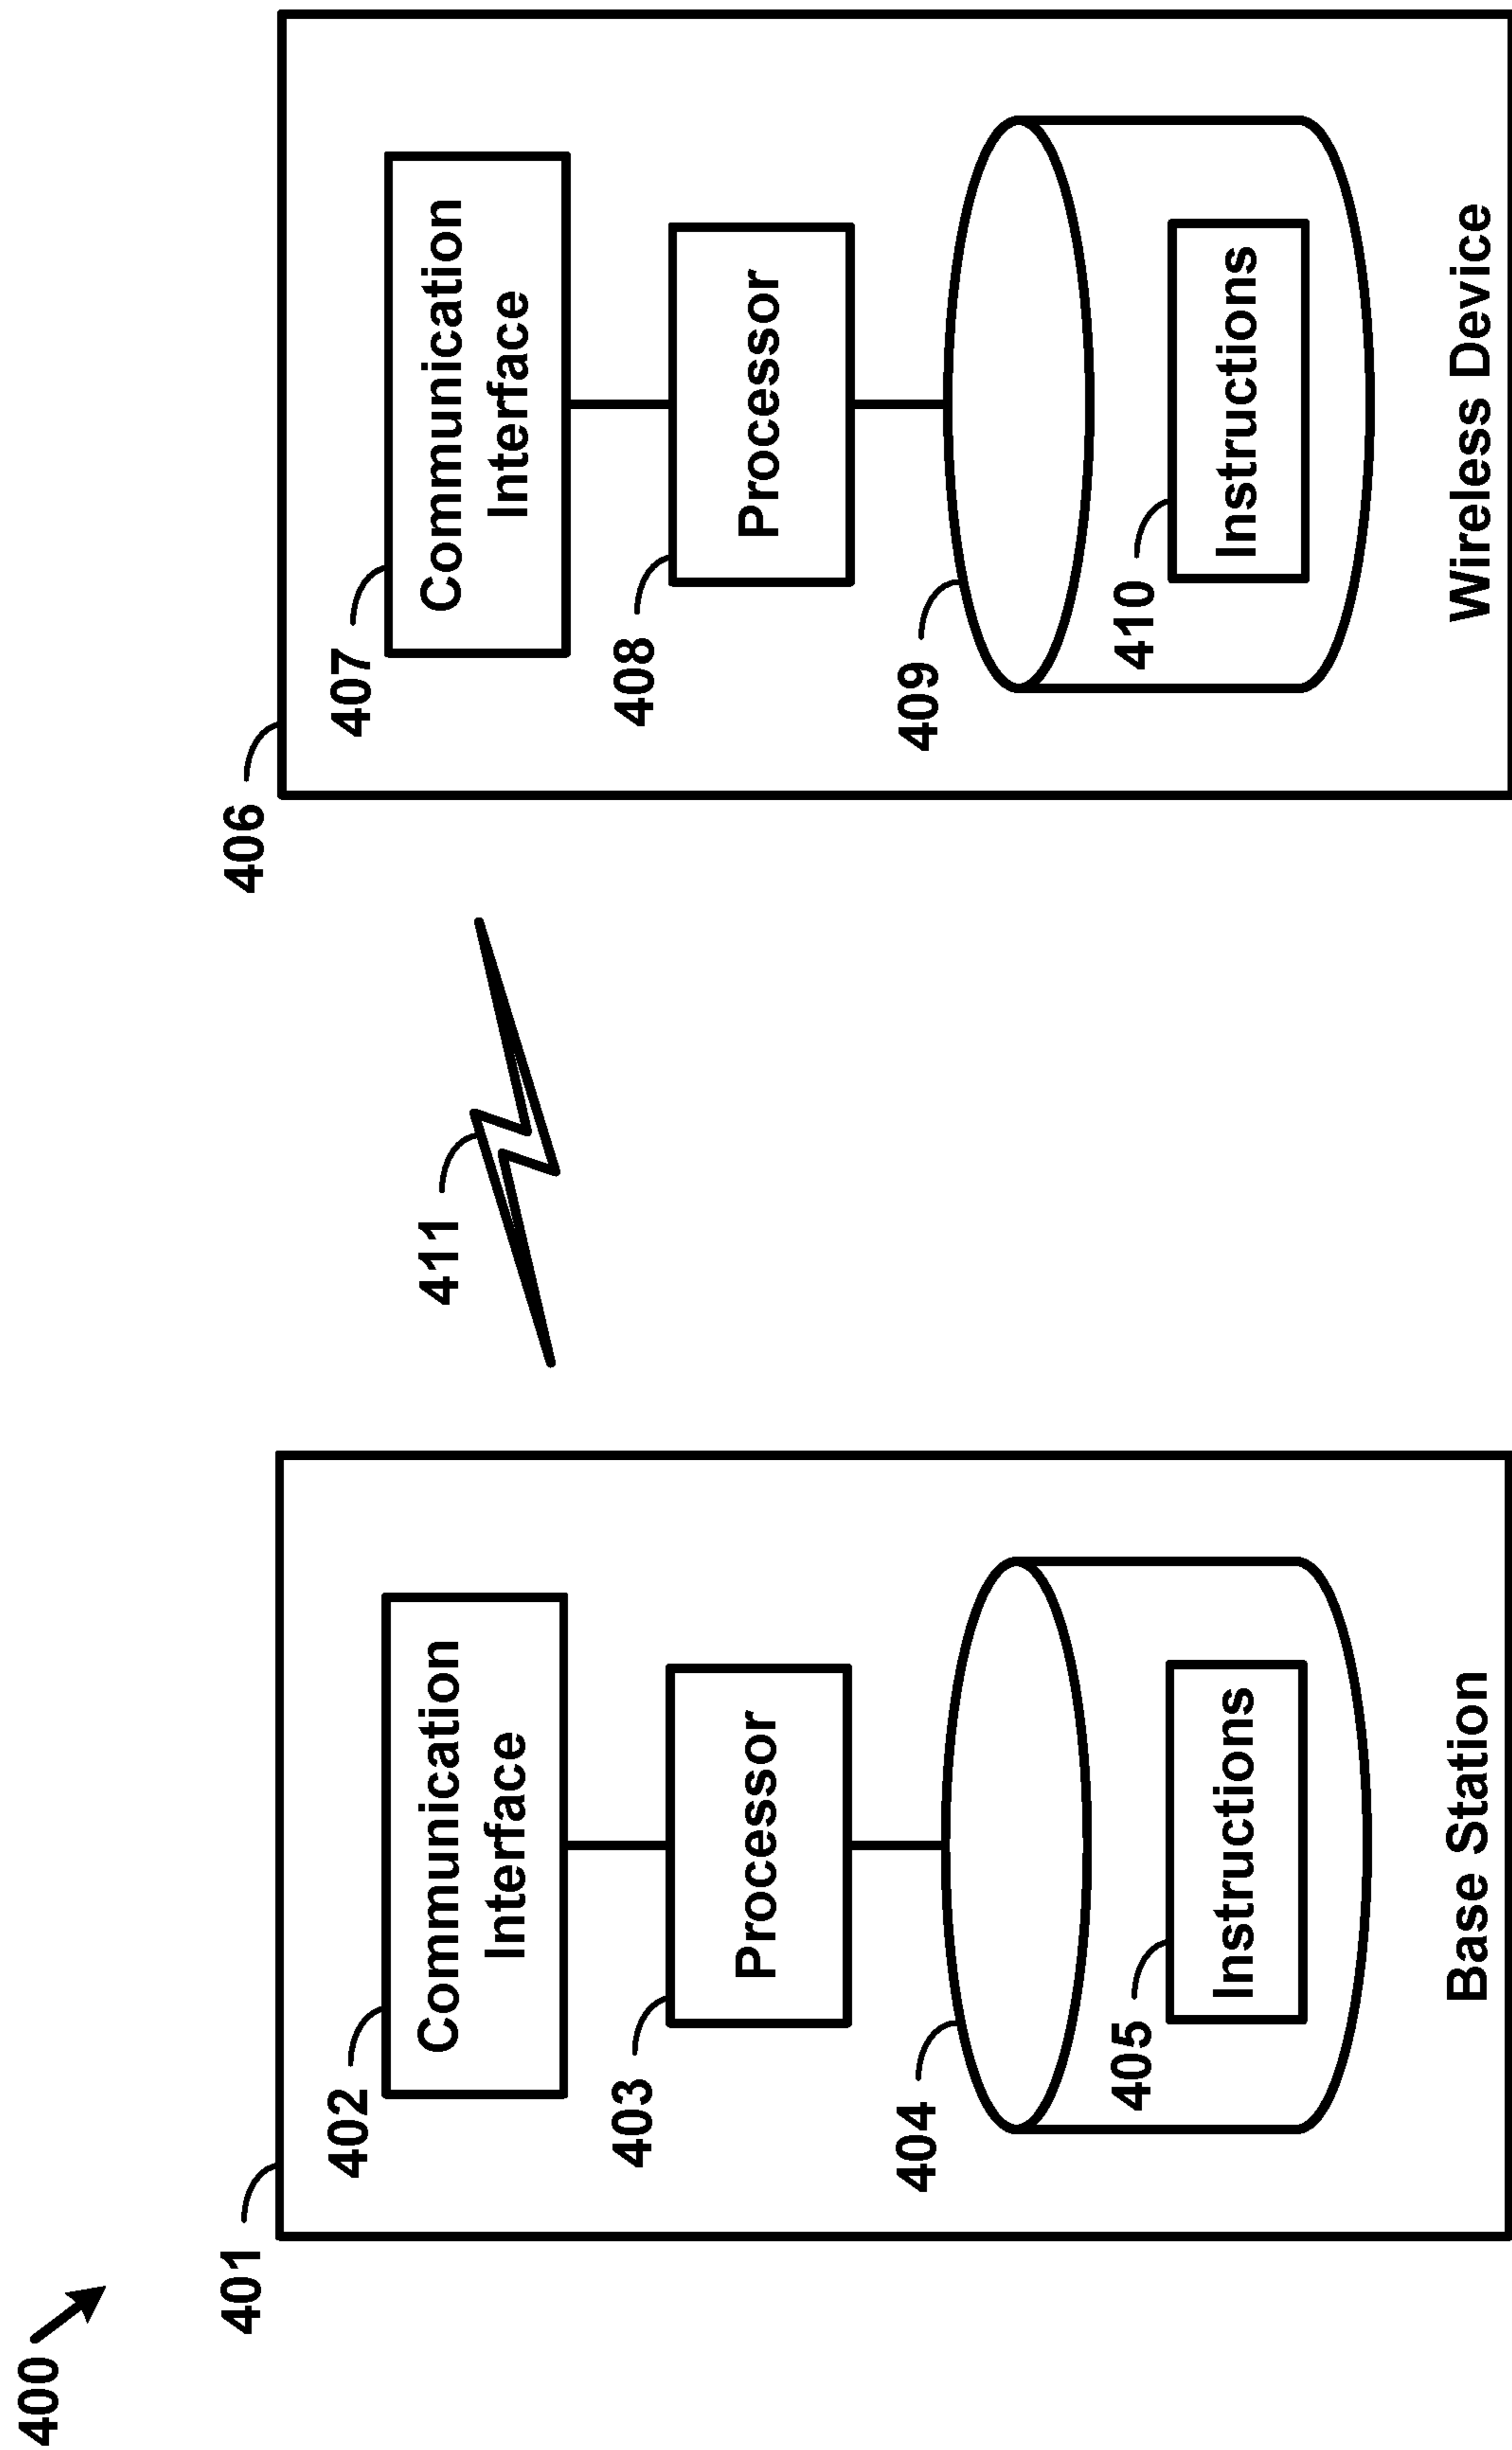 400
401
402
Communication
Interface
403
Processor
404
405
Instructions
Base Station
411
406
407
Communication
Interface
408
Processor
409
410
Instructions
Wireless Device